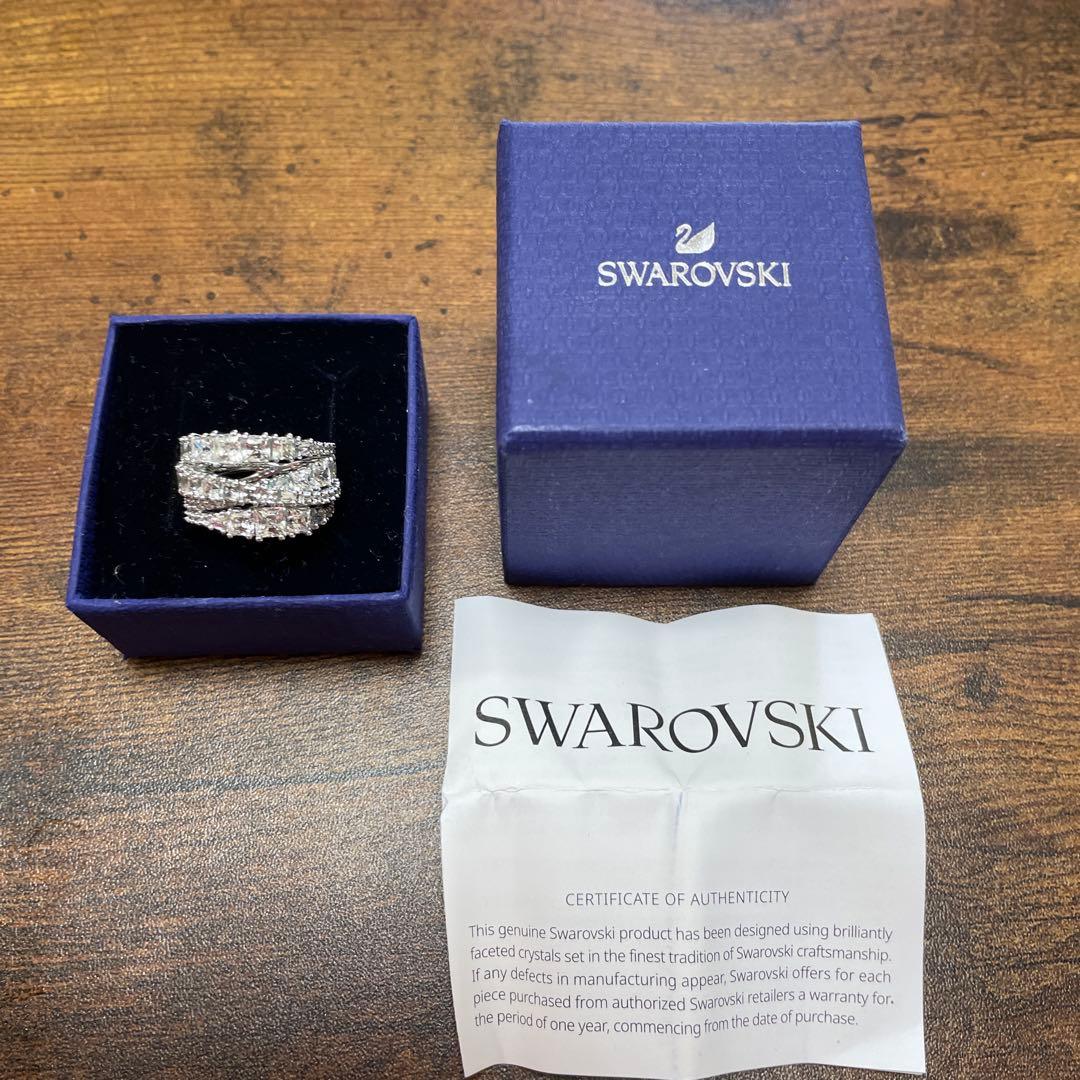 SWAROVSKI
SWAROVSKI
CERTIFICATE OF AUTHENTICITY
This genuine Swarovski product has been designed using brilliantly
faceted crystals set in the finest tradition of Swarovski craftsmanship.
If any defects in manufacturing appear, Swarovski offers for each
piece purchased from authorized Swarovski retailers a warranty for
the period of one year, commencing from the date of purchase.